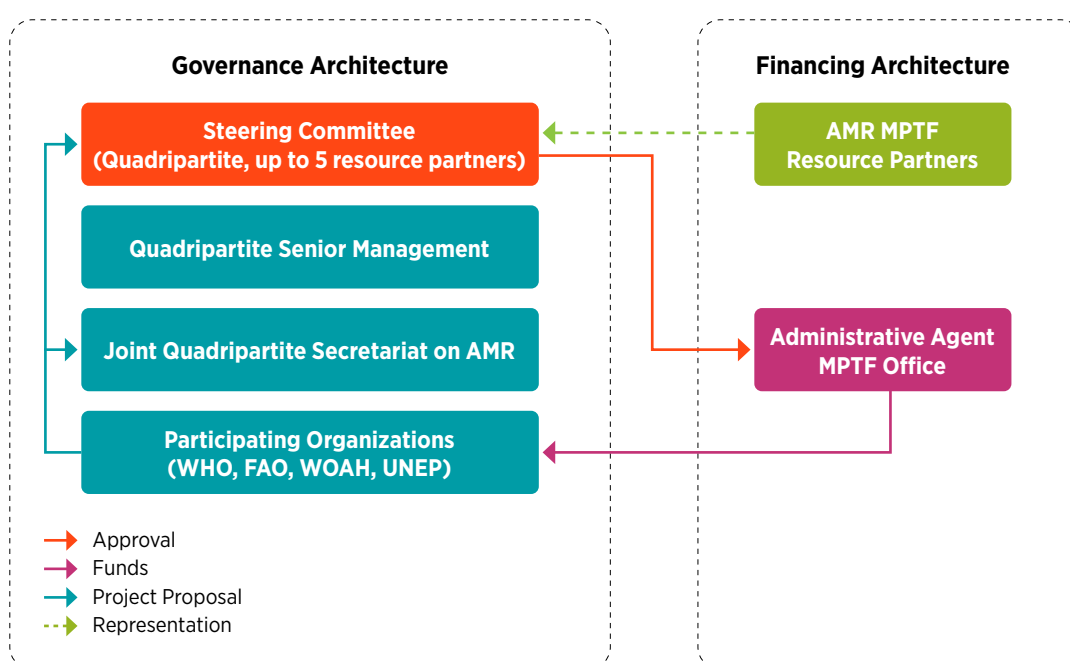 Governance Architecture
Steering Committee
(Quadripartite, up to 5 resource partners)
Quadripartite Senior Management
Joint Quadripartite Secretariat on AMR
Participating Organizations
(WHO, FAO, WOAH, UNEP)
Approval
Funds
Project Proposal
Representation
Financing Architecture
AMR MPTF
Resource Partners
Administrative Agent
MPTF Office